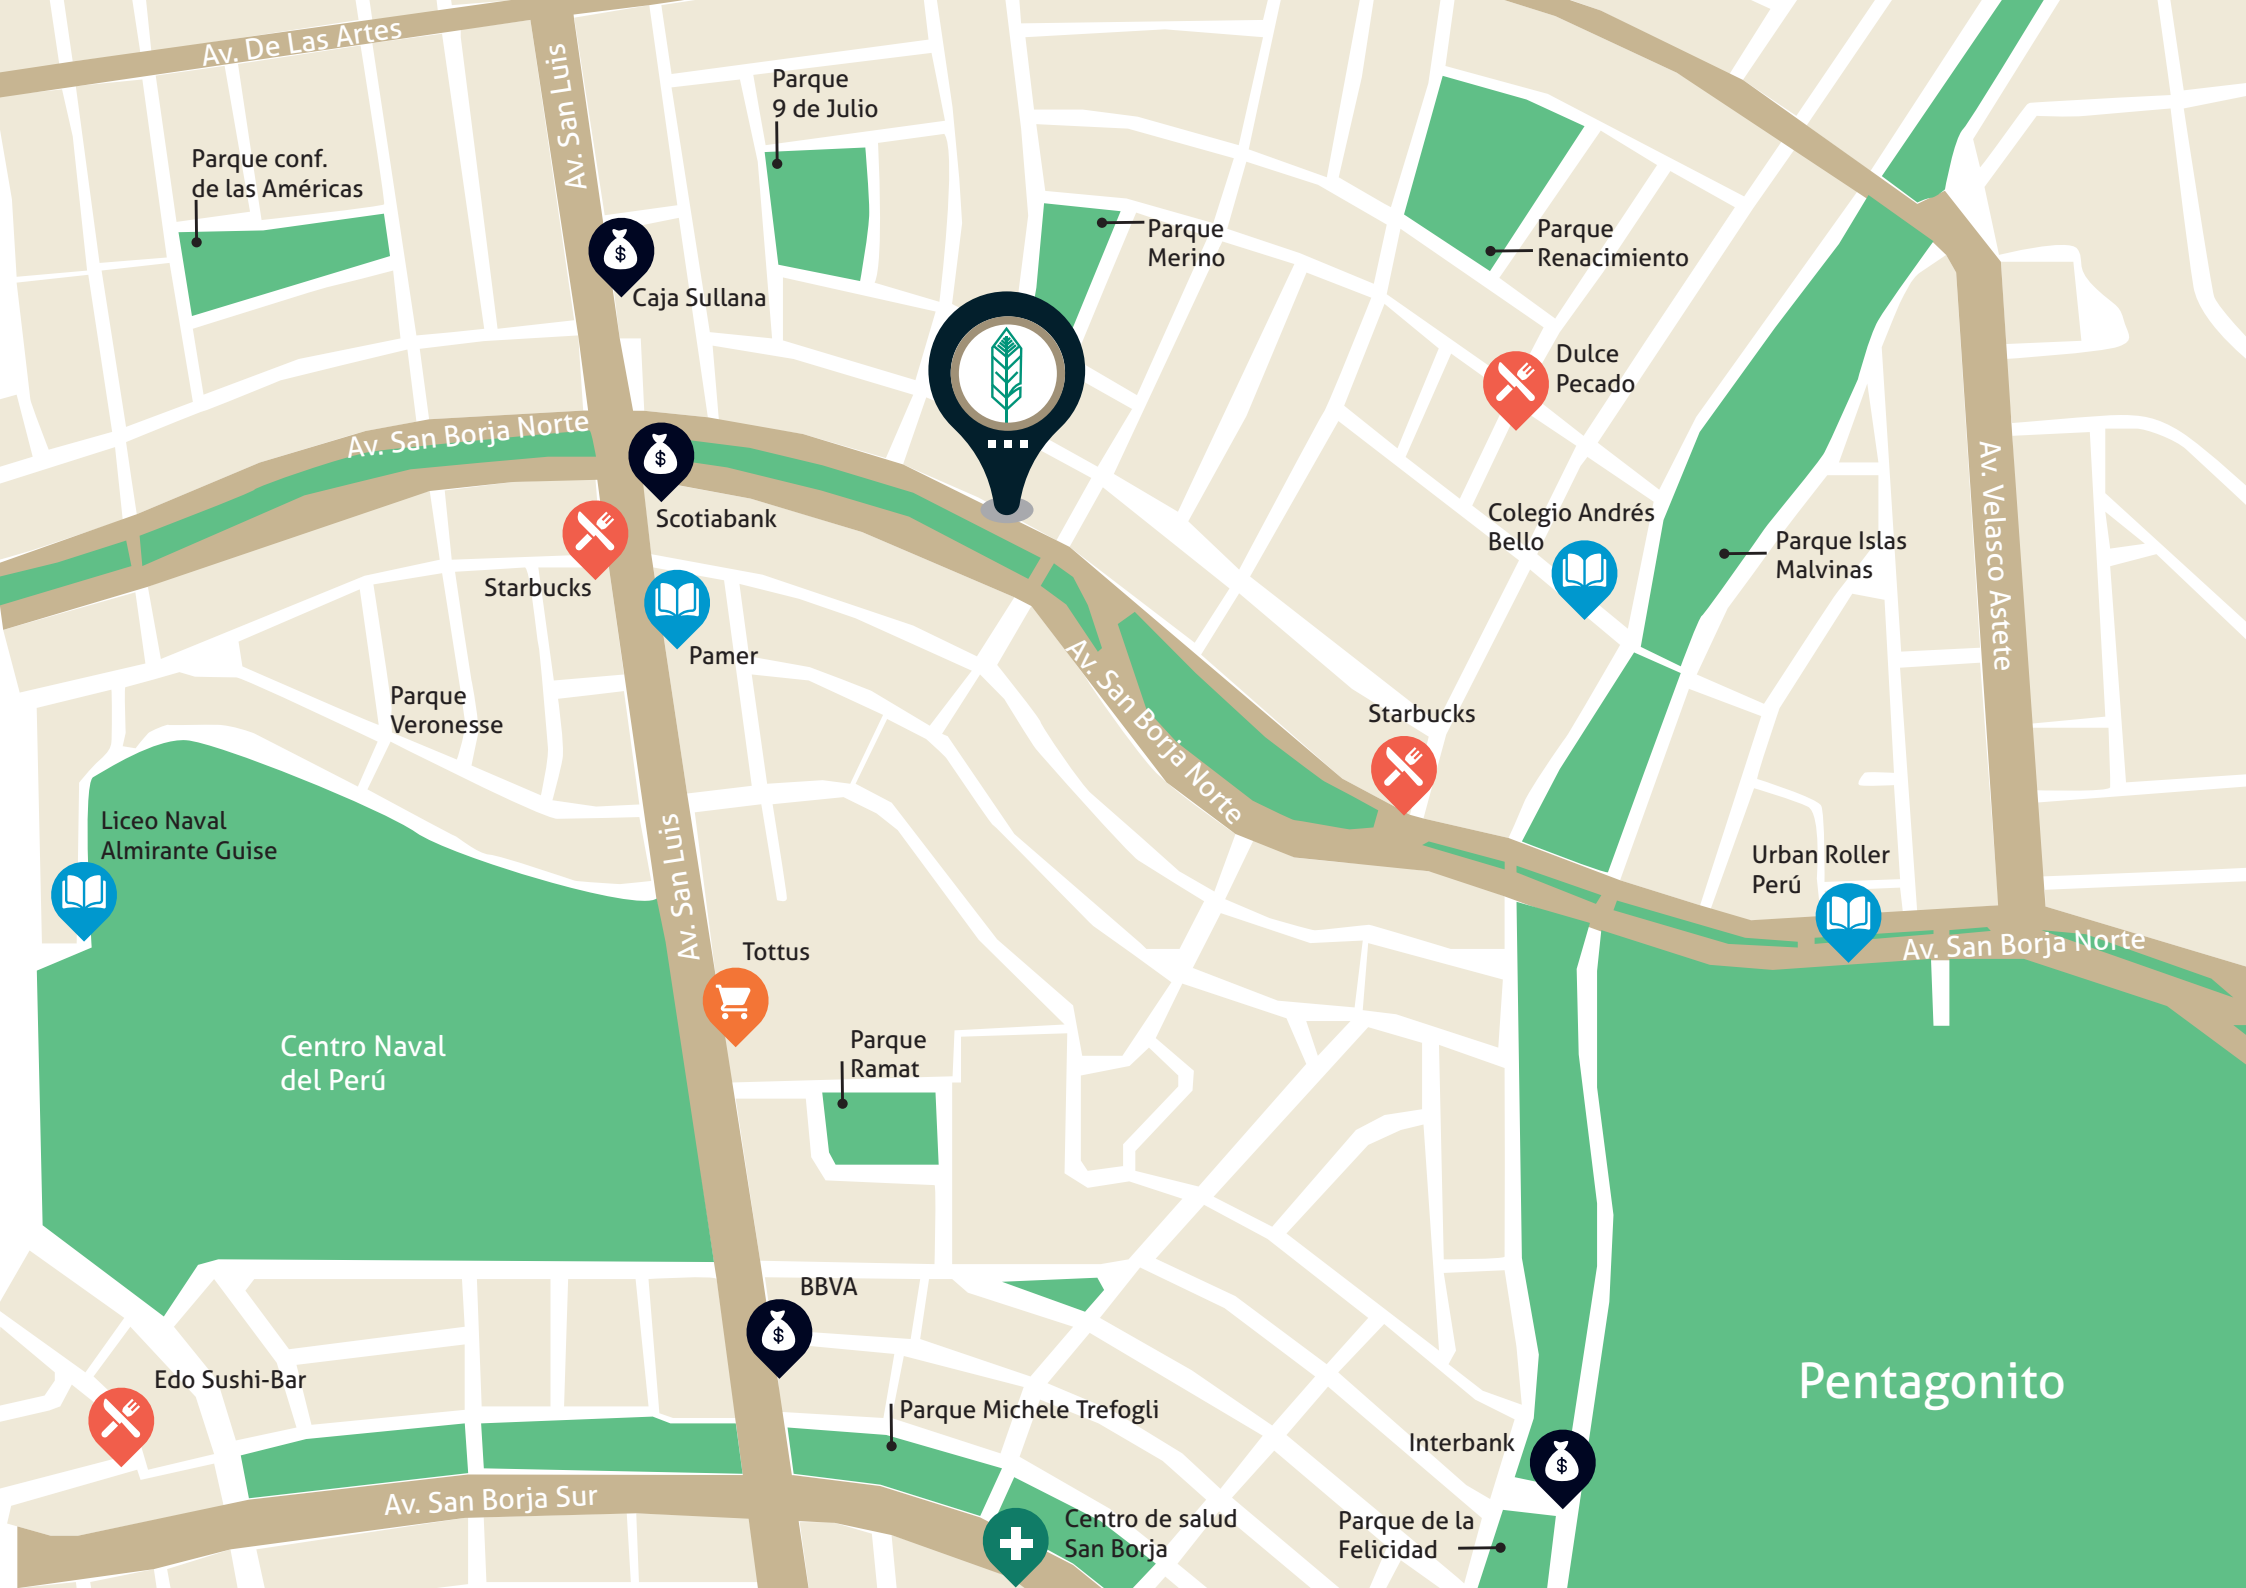 Av. De Las Artes
Av. San Luis
Parque
9 de Julio
Parque conf.
de las Américas
Parque
Merino
Parque
Renacimiento
Caja Sullana
Dulce
Pecado
Av. San Borja Norte
Scotiabank
Starbucks
Colegio Andrés
Bello
Parque Islas
Malvinas
Av. Velasco Astete
Pamer
Parque
Veronesse
Av. San Borja Norte
Starbucks
Liceo Naval
Almirante Guise
Av. San Luis
Urban Roller
Perú
Tottus
Av. San Borja Norte
Centro Naval
del Perú
Parque
Ramat
BBVA
Pentagonito
Edo Sushi-Bar
Parque Michele Trefogli
Interbank
Av. San Borja Sur
Centro de salud
San Borja
Parque de la
Felicidad